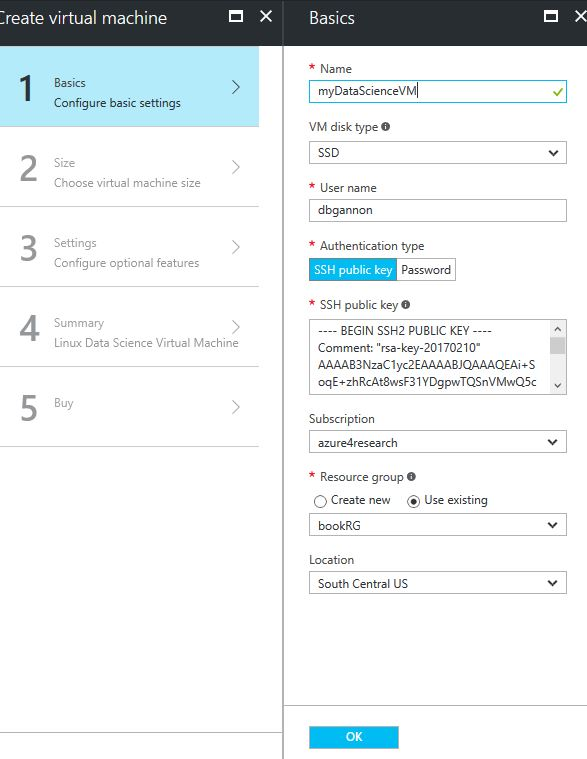 Create virtual machine
1
Basics
Configure basic settings
2
Size
Choose virtual machine size
3
Settings
Configure optional features
4
Summary
Linux Data Science Virtual Machine
5
Buy
Basics
* Name
myDataScienceVM
VM disk type
SSD
* User name
dbgannon
* Authentication type
SSH public key Password
* SSH public key
---- BEGIN SSH2 PUBLIC KEY ----
Comment: "rsa-key-20170210"
AAAAB3NzaC1yc2EAAAABJQAAAQEAi+S
oqE+zhRcAt8wsF31YDgpwTQSnVMwQ5c
Subscription
azure4research
* Resource group
Create new Use existing
bookRG
Location
South Central US
OK